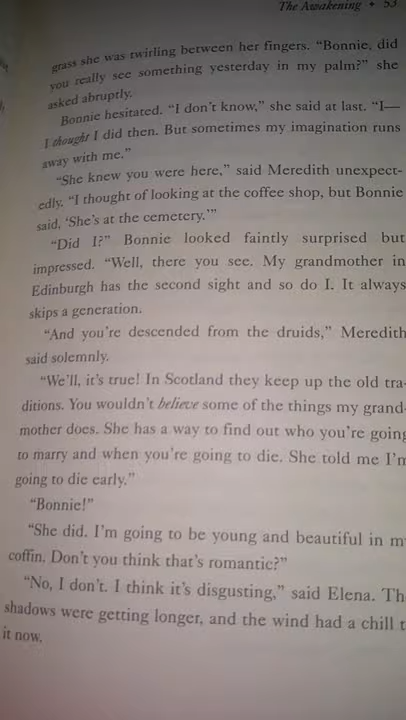 The Awakening • 53
grass she was twirling between her fingers. "Bonnie, did
you really see something yesterday in my palm?" she
asked abruptly.
Bonnie hesitated. "I don't know," she said at last. "I—
I thought I did then. But sometimes my imagination runs
away with me."
"She knew you were here," said Meredith unexpect-
edly. "I thought of looking at the coffee shop, but Bonnie
said, 'She's at the cemetery.'"
"Did I?" Bonnie looked faintly surprised but
impressed. "Well, there you see. My grandmother in
Edinburgh has the second sight and so do I. It always
skips a generation.
"And you're descended from the druids," Meredith
said solemnly.
"We'll, it's true! In Scotland they keep up the old tra-
ditions. You wouldn't believe some of the things my grand-
mother does. She has a way to find out who you're going
to marry and when you're going to die. She told me I'm
going to die early."
"Bonnie!"
"She did. I'm going to be young and beautiful in m
coffin. Don't you think that's romantic?"
"No, I don't. I think it's disgusting," said Elena. Th
shadows were getting longer, and the wind had a chill t
it now.